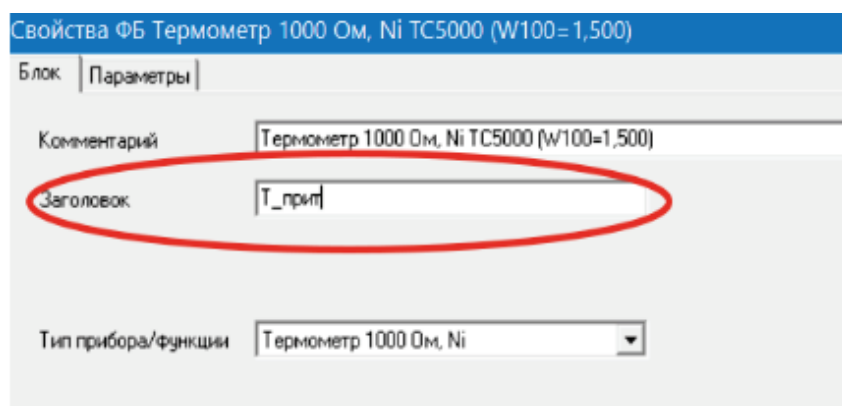 Свойства ФБ Термометр 1000 Ом, Ni TC5000 (W100=1,500)
Блок Параметры
Комментарий Термометр 1000 Ом, Ni TC5000 (W100=1,500)
Заголовок Т_прит
Тип прибора/функции Термометр 1000 Ом, Ni